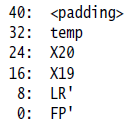 40: <padding>
32: temp
24: X20
16: X19
8: LR'
0: FP'